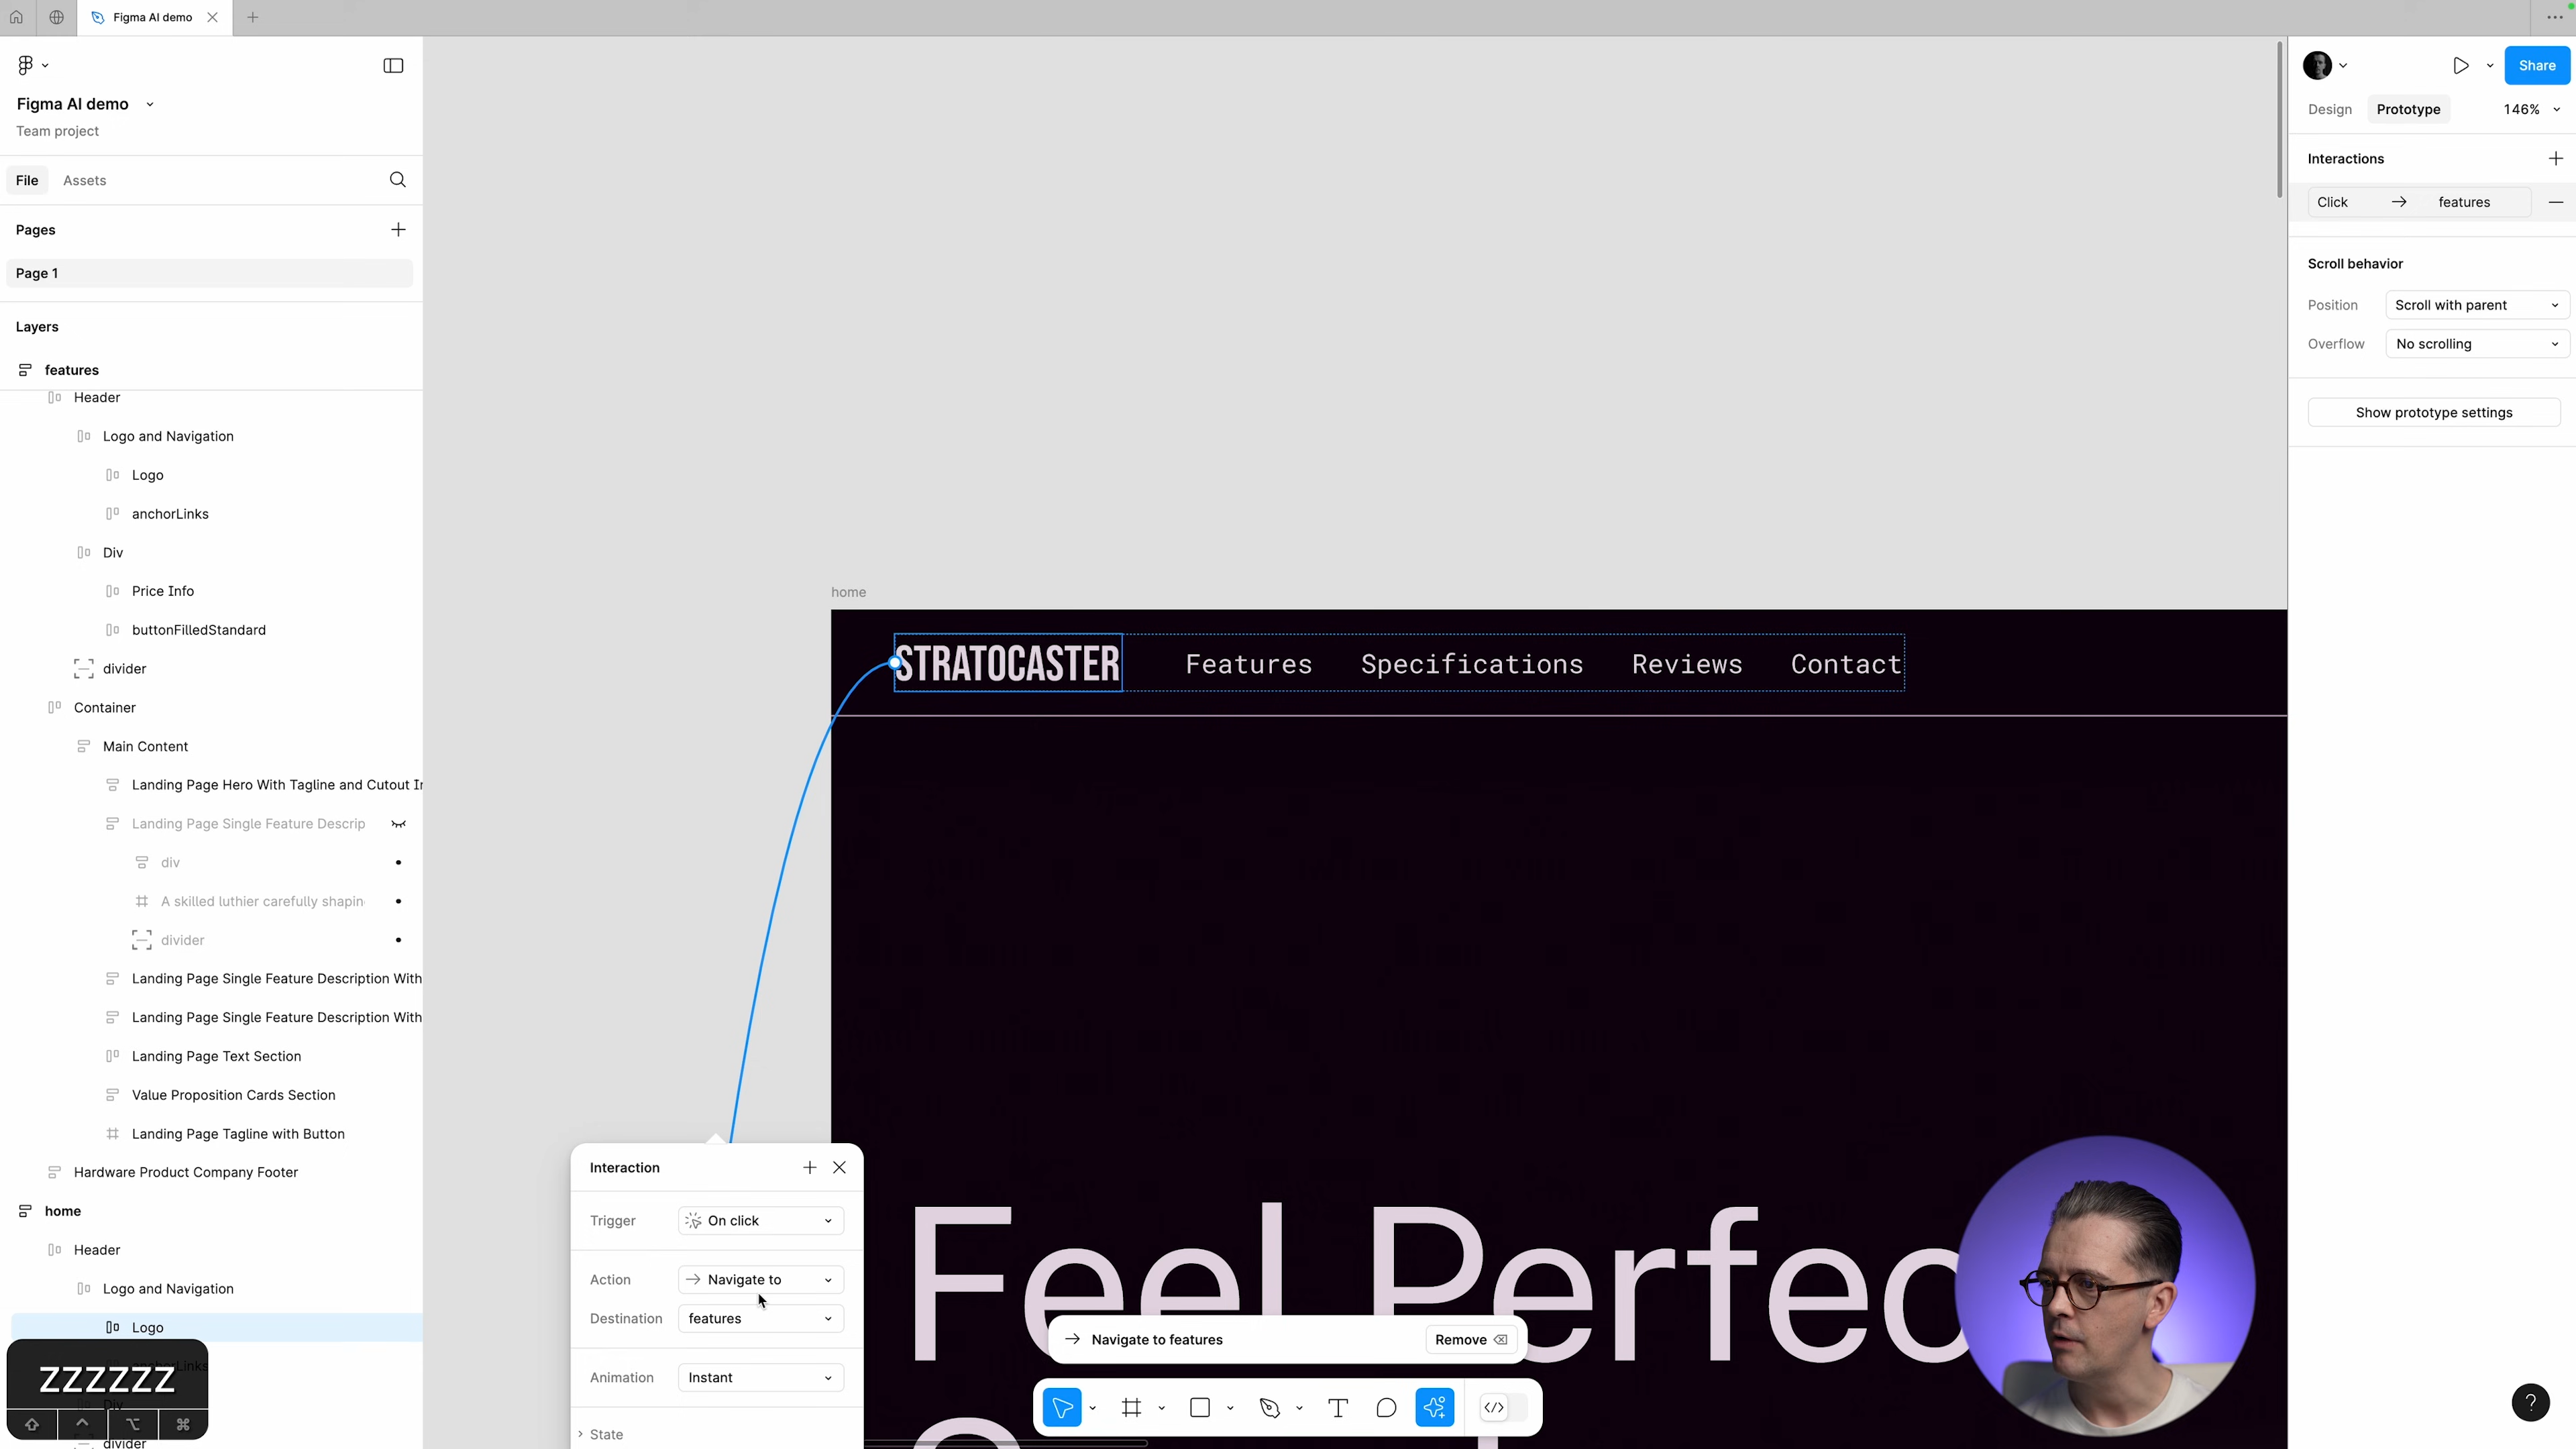 Figma AI demo
Figma AI demo
Team project
File
Assets
Pages
Page 1
Layers
features
Header
Logo and Navigation
Logo
anchorLinks
Div
Price Info
buttonFilledStandard
divider
Container
Main Content
Landing Page Hero With Tagline and Cutout Ir
Landing Page Single Feature Descrip
div
A skilled luthier carefully shapin
divider
Landing Page Single Feature Description With
Landing Page Single Feature Description With
Landing Page Text Section
Value Proposition Cards Section
Landing Page Tagline with Button
Hardware Product Company Footer
home
Header
Logo and Navigation
Logo
anchorLinks
Div
divider
zzzzzz
home
STRATOCASTER
Features
Specifications
Reviews
Contact
Feel Perfec
Interaction
Trigger
On click
Action
Navigate to
Destination
features
Animation
Instant
State
Navigate to features
Remove
Share
Design
Prototype
146%
Interactions
Click
features
Scroll behavior
Position
Scroll with parent
Overflow
No scrolling
Show prototype settings
?